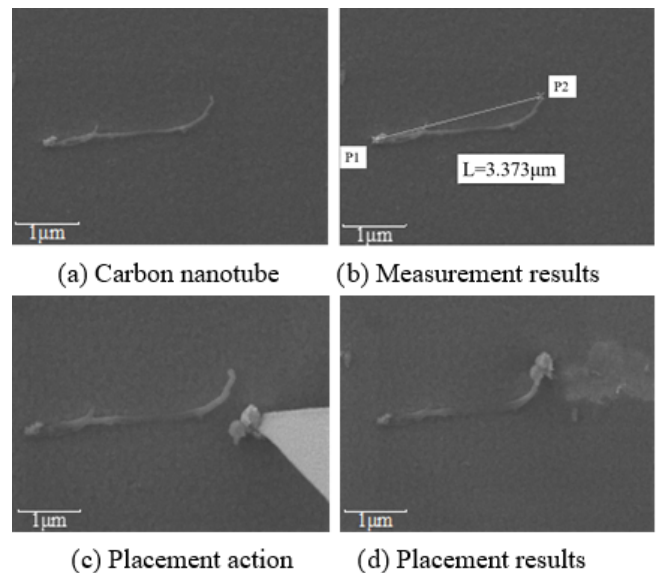 P2
P1
L=3.373μm
1μm
1μm
(a) Carbon nanotube
(b) Measurement results
1μm
1μm
(c) Placement action
(d) Placement results